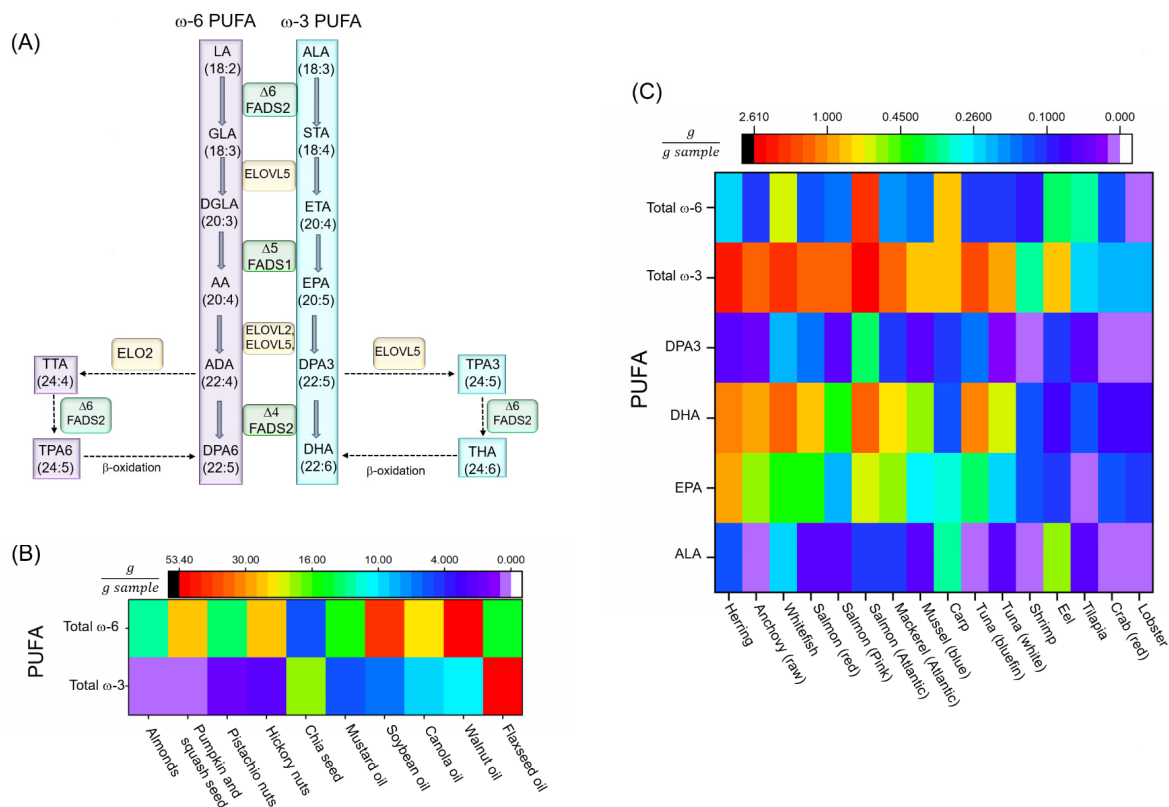 (A)
ω-6 PUFA
ω-3 PUFA
LA
(18:2)
GLA
(18:3)
DGLA
(20:3)
AA
(20:4)
ADA
(22:4)
DPA6
(22:5)
Δ6
FADS2
ELOVL5
Δ5
FADS1
ELOVL2,
ELOVL5,
Δ4
FADS2
ALA
(18:3)
STA
(18:4)
ETA
(20:4)
EPA
(20:5)
DPA3
(22:5)
DHA
(22:6)
ELO2
TTA
(24:4)
Δ6
FADS2
TPA6
(24:5)
β-oxidation
ELOVL5
TPA3
(24:5)
Δ6
FADS2
THA
(24:6)
β-oxidation
(B)
g
g sample
53.40 30.00 16.00 10.00 4.000 0.000
PUFA
Total ω-6
Total ω-3
Almonds
Pumpkin and
squash seed
Pistachio nuts
Hickory nuts
Chia seed
Mustard oil
Soybean oil
Canola oil
Walnut oil
Flaxseed oil
(C)
g
g sample
2.610 1.000 0.4500 0.2600 0.1000 0.000
PUFA
Total ω-6
Total ω-3
DPA3
DHA
EPA
ALA
Herring
Anchovy (raw)
Whitefish
Salmon (red)
Salmon (Pink)
Salmon (Atlantic)
Mackerel (Atlantic)
Mussel (blue)
Carp
Tuna (bluefin)
Tuna (white)
Shrimp
Eel
Tilapia
Crab (red)
Lobster